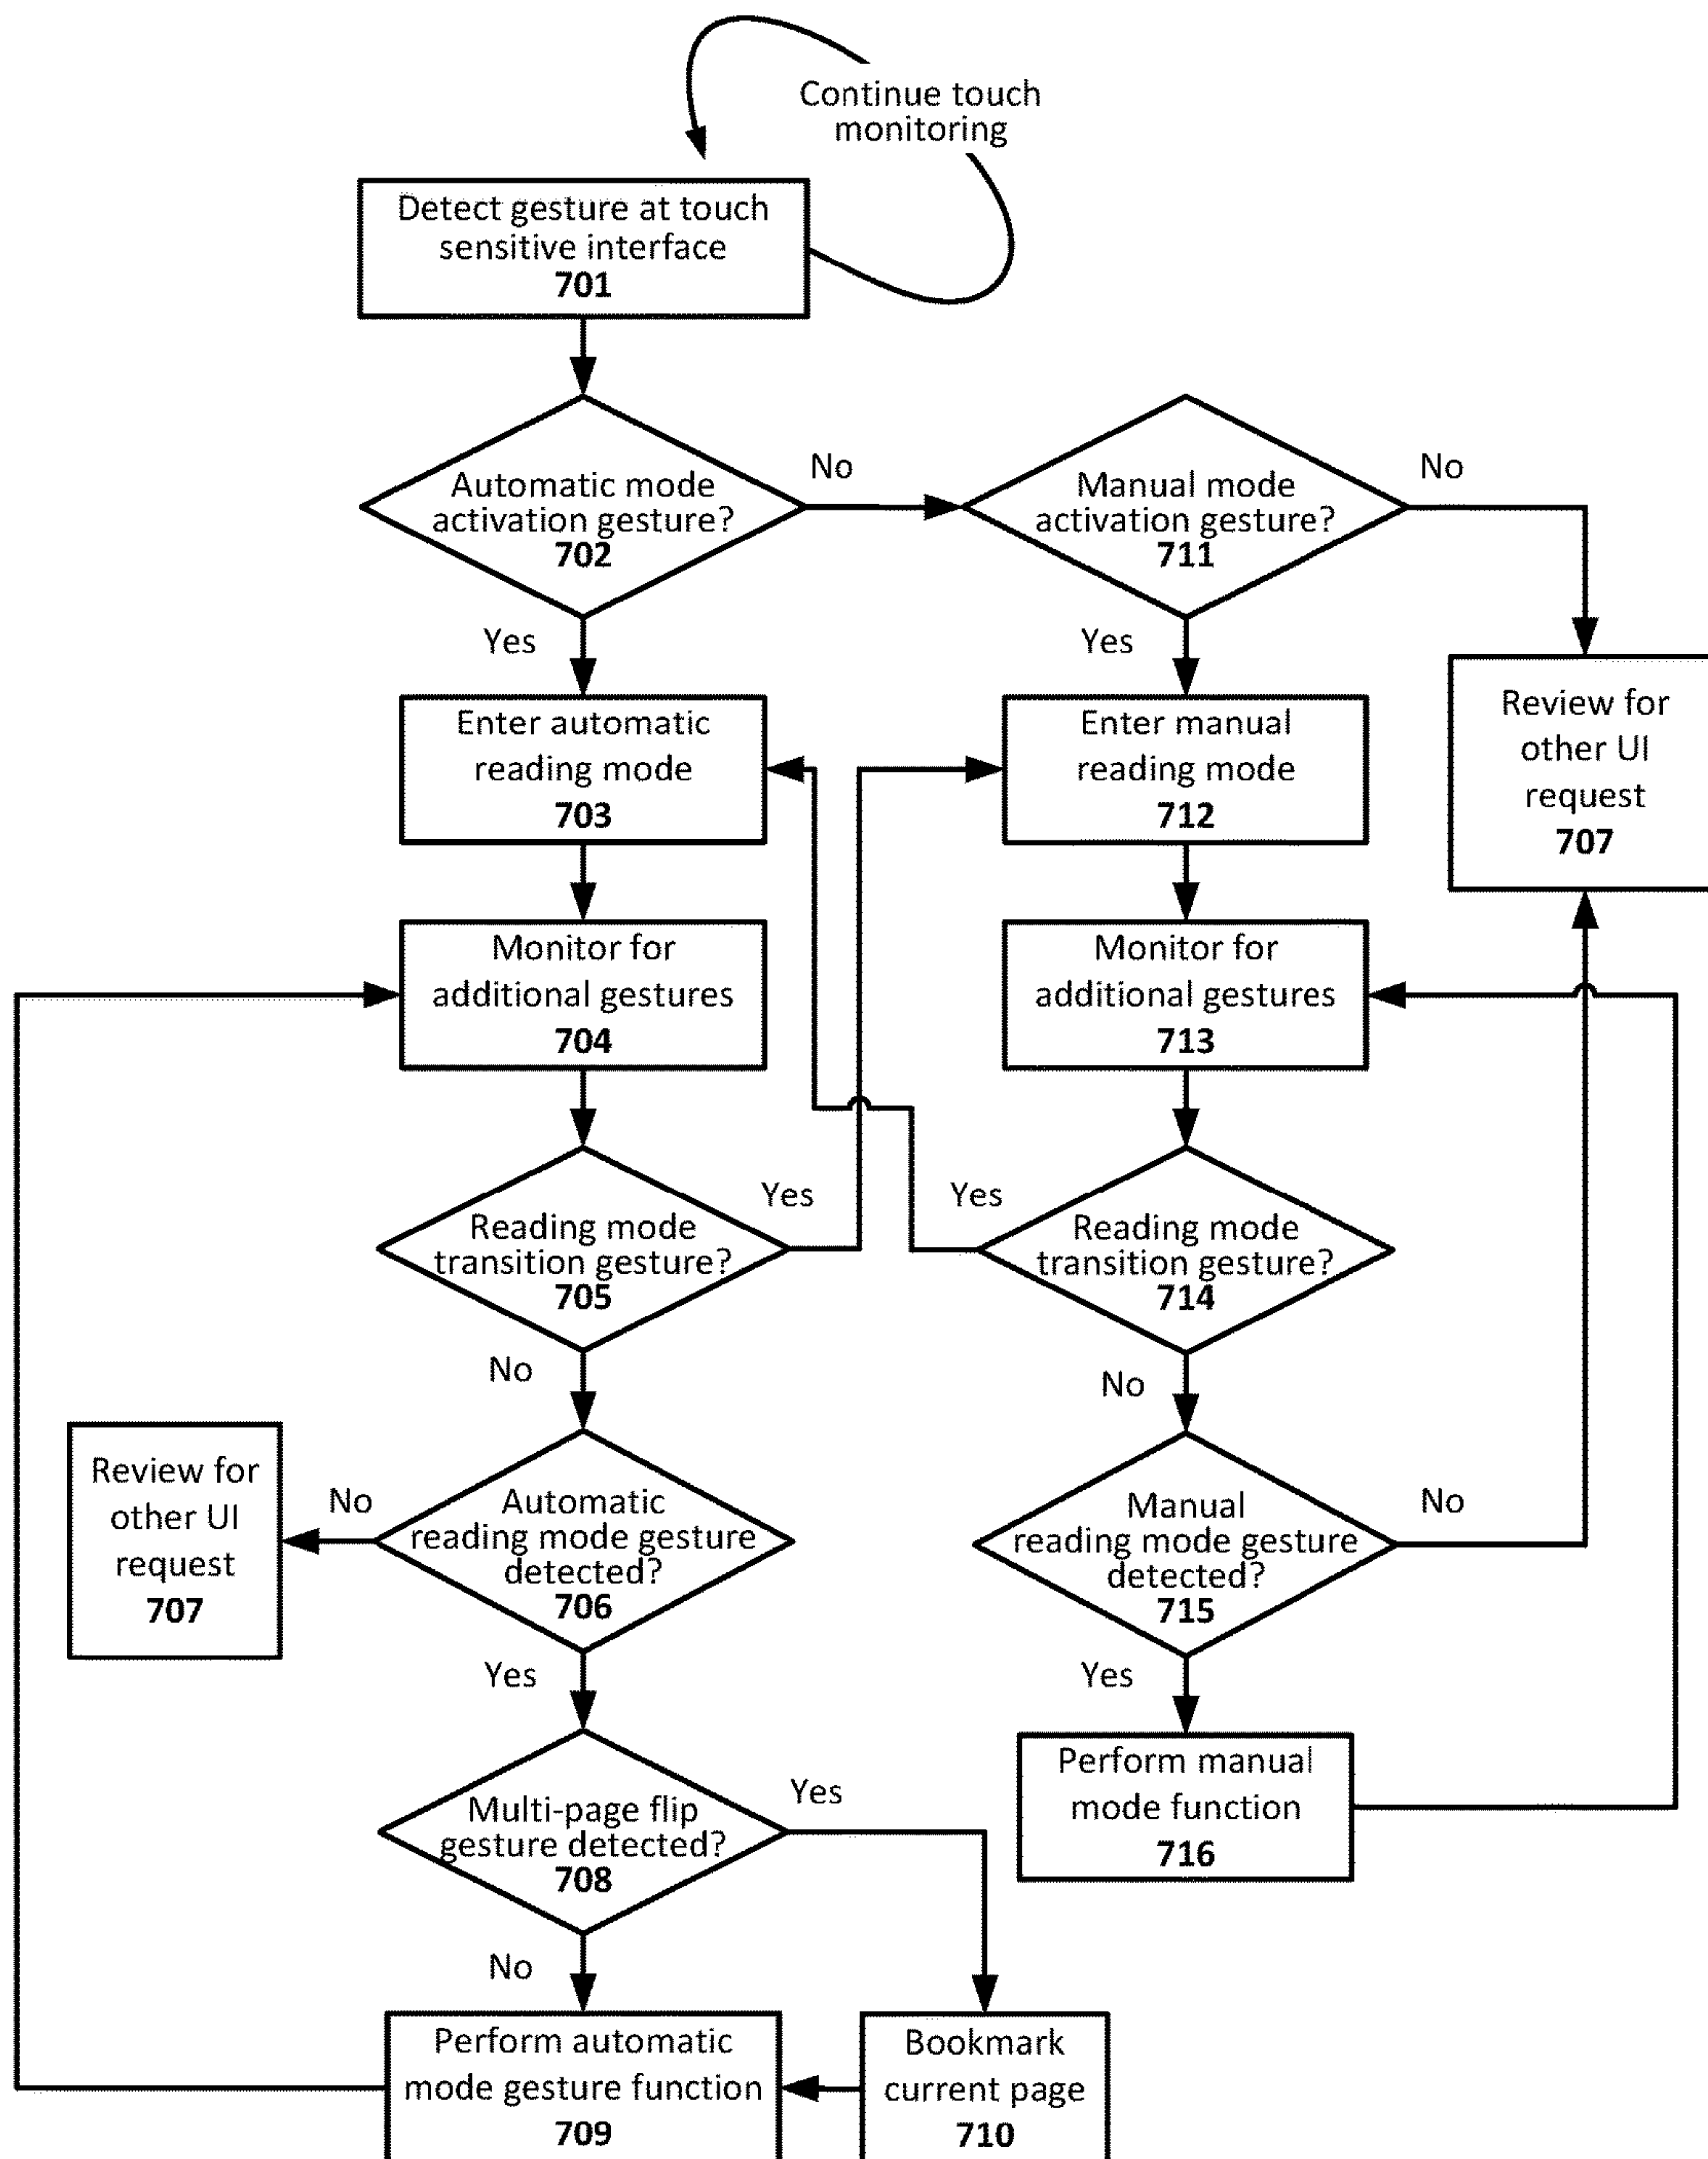 Continue touch
monitoring
Detect gesture at touch
sensitive interface
701
Automatic mode
activation gesture?
702
No
Manual mode
activation gesture?
711
No
Yes
Yes
Enter automatic
reading mode
703
Enter manual
reading mode
712
Review for
other UI
request
707
Monitor for
additional gestures
704
Monitor for
additional gestures
713
Reading mode
transition gesture?
705
Yes
Yes
Reading mode
transition gesture?
714
No
No
Review for
other UI
request
707
No
Automatic
reading mode gesture
detected?
706
Manual
reading mode gesture
detected?
715
No
Yes
Yes
Multi-page flip
gesture detected?
708
Yes
Perform manual
mode function
716
No
Perform automatic
mode gesture function
709
Bookmark
current page
710